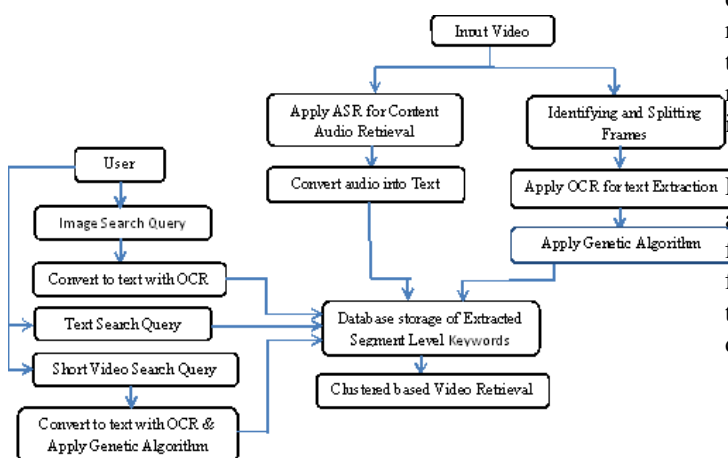 Input Video
Apply ASR for Content
Audio Retrieval
Identifying and Splitting
Frames
User
Convert audio into Text
Apply OCR for text Extraction
Image Search Query
Apply Genetic Algorithm
Convert to text with OCR
Text Search Query
Database storage of Extracted
Segment Level Keywords
Short Video Search Query
Clustered based Video Retrieval
Convert to text with OCR &
Apply Genetic Algorithm